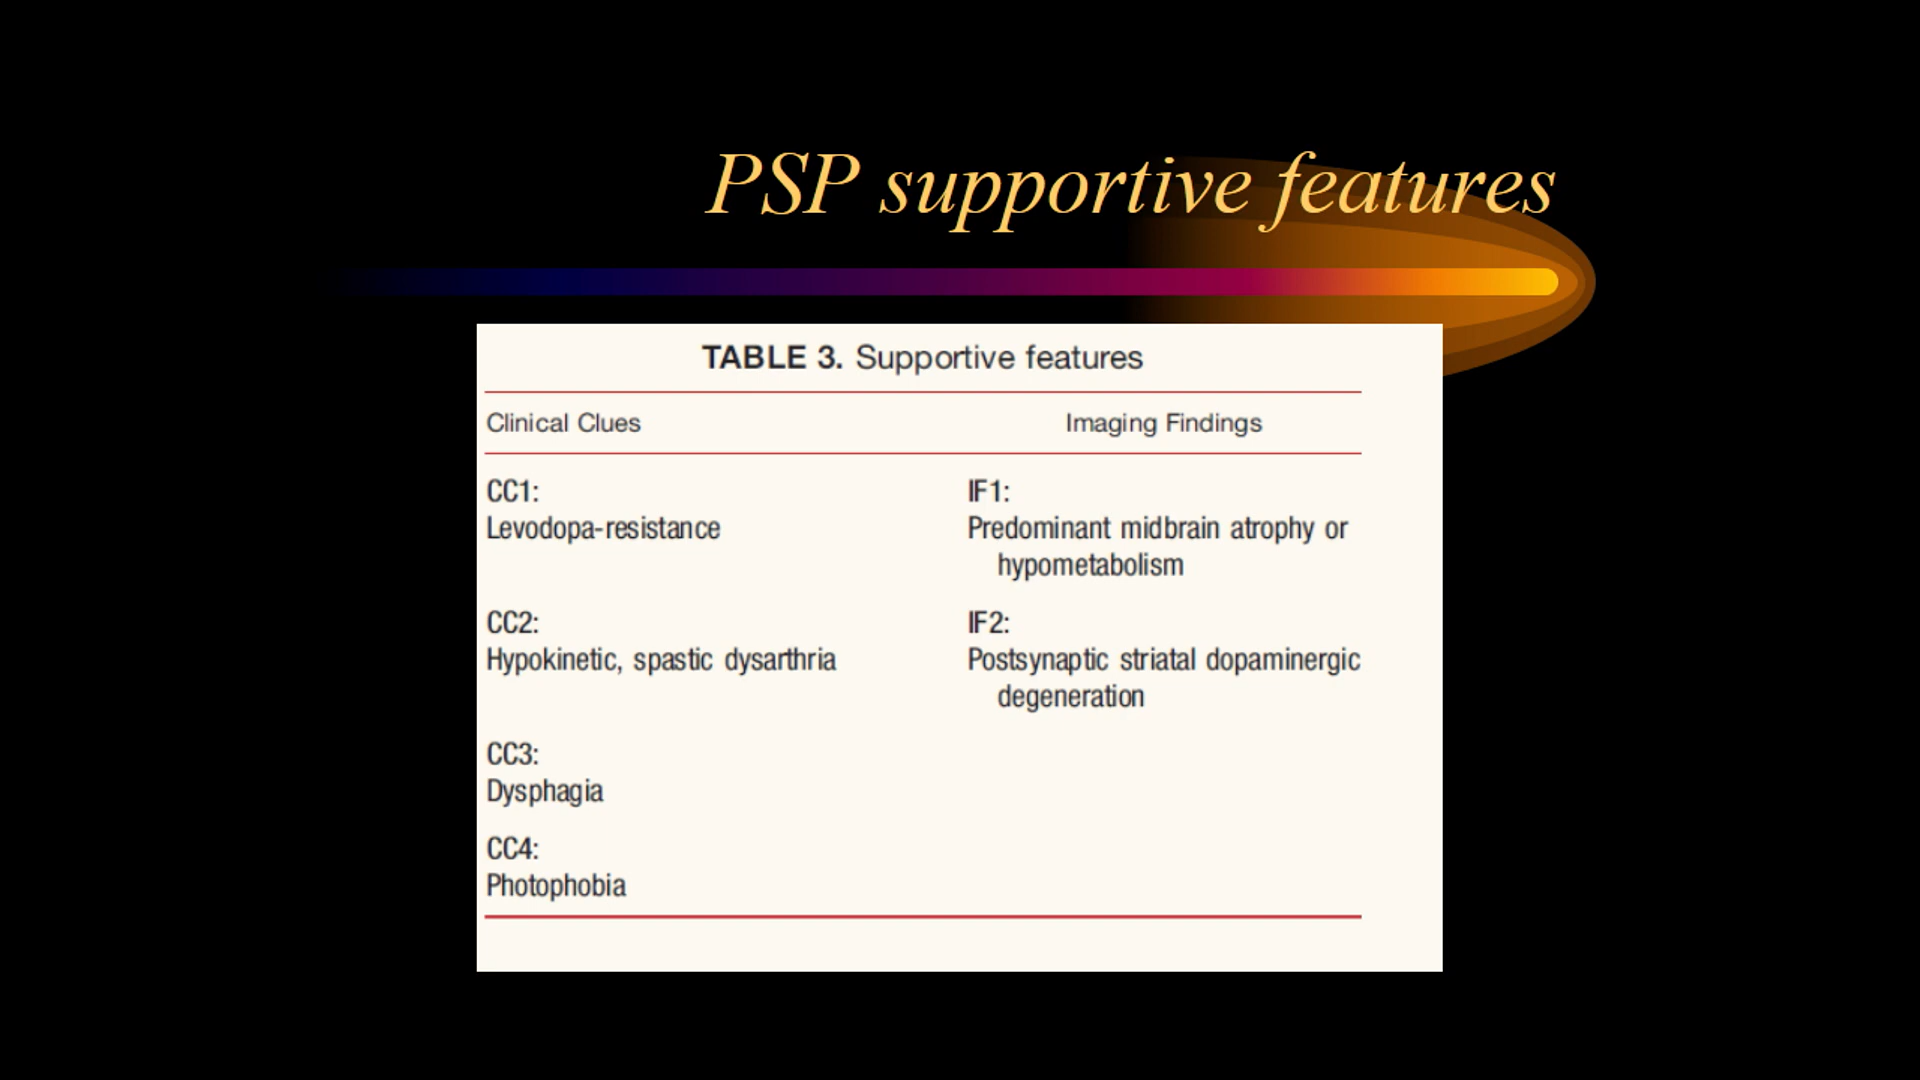 PSP supportive features
TABLE 3. Supportive features
Clinical Clues Imaging Findings
CC1: IF1:
Levodopa-resistance Predominant midbrain atrophy or
hypometabolism
CC2: IF2:
Hypokinetic, spastic dysarthria Postsynaptic striatal dopaminergic
degeneration
CC3:
Dysphagia
CC4:
Photophobia